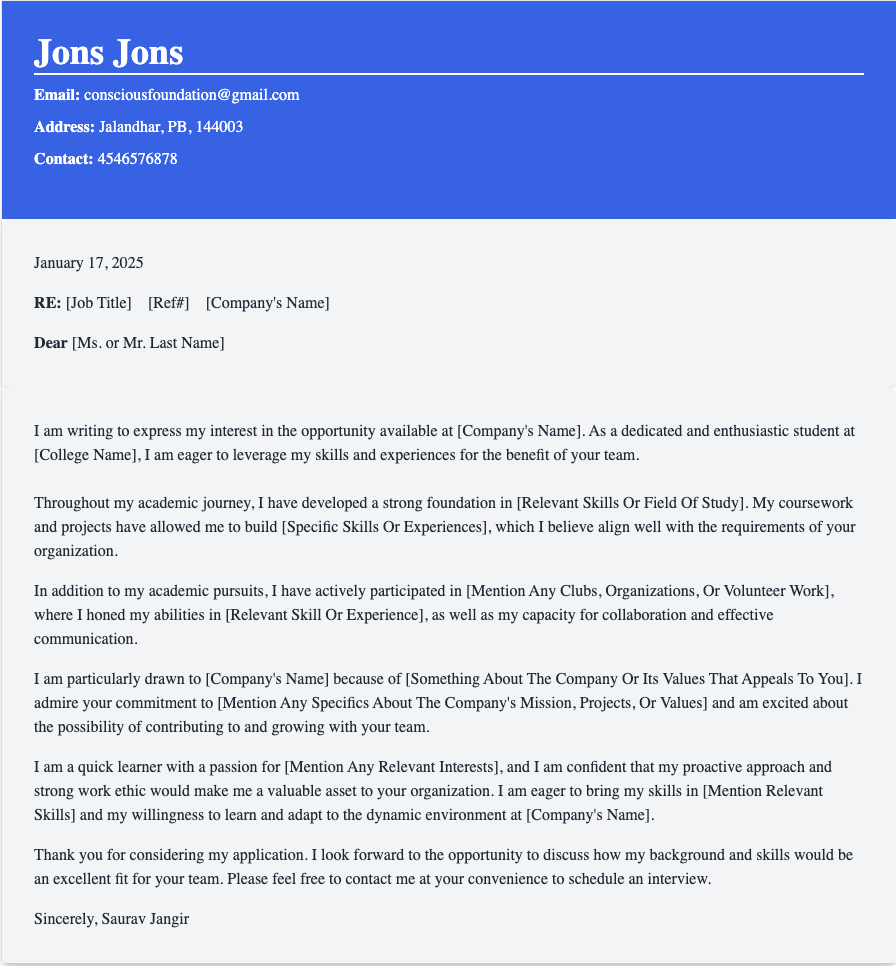 Jons Jons
Email: consciousfoundation@gmail.com
Address: Jalandhar, PB, 144003
Contact: 4546576878
January 17, 2025
RE: [Job Title] [Ref#] [Company's Name]
Dear [Ms. or Mr. Last Name]
I am writing to express my interest in the opportunity available at [Company's Name]. As a dedicated and enthusiastic student at
[College Name], I am eager to leverage my skills and experiences for the benefit of your team.
Throughout my academic journey, I have developed a strong foundation in [Relevant Skills Or Field Of Study]. My coursework
and projects have allowed me to build [Specific Skills Or Experiences], which I believe align well with the requirements of your
organization.
In addition to my academic pursuits, I have actively participated in [Mention Any Clubs, Organizations, Or Volunteer Work],
where I honed my abilities in [Relevant Skill Or Experience], as well as my capacity for collaboration and effective
communication.
I am particularly drawn to [Company's Name] because of [Something About The Company Or Its Values That Appeals To You]. I
admire your commitment to [Mention Any Specifics About The Company's Mission, Projects, Or Values] and am excited about
the possibility of contributing to and growing with your team.
I am a quick learner with a passion for [Mention Any Relevant Interests], and I am confident that my proactive approach and
strong work ethic would make me a valuable asset to your organization. I am eager to bring my skills in [Mention Relevant
Skills] and my willingness to learn and adapt to the dynamic environment at [Company's Name].
Thank you for considering my application. I look forward to the opportunity to discuss how my background and skills would be
an excellent fit for your team. Please feel free to contact me at your convenience to schedule an interview.
Sincerely, Saurav Jangir